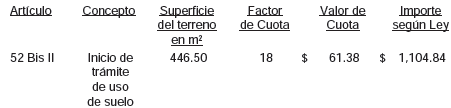 Artículo Concepto Superficie del terreno en m² Factor de Cuota Valor de Cuota Importe según Ley
52 Bis II Inicio de trámite de uso de suelo 446.50 18 $ 61.38 $ 1,104.84